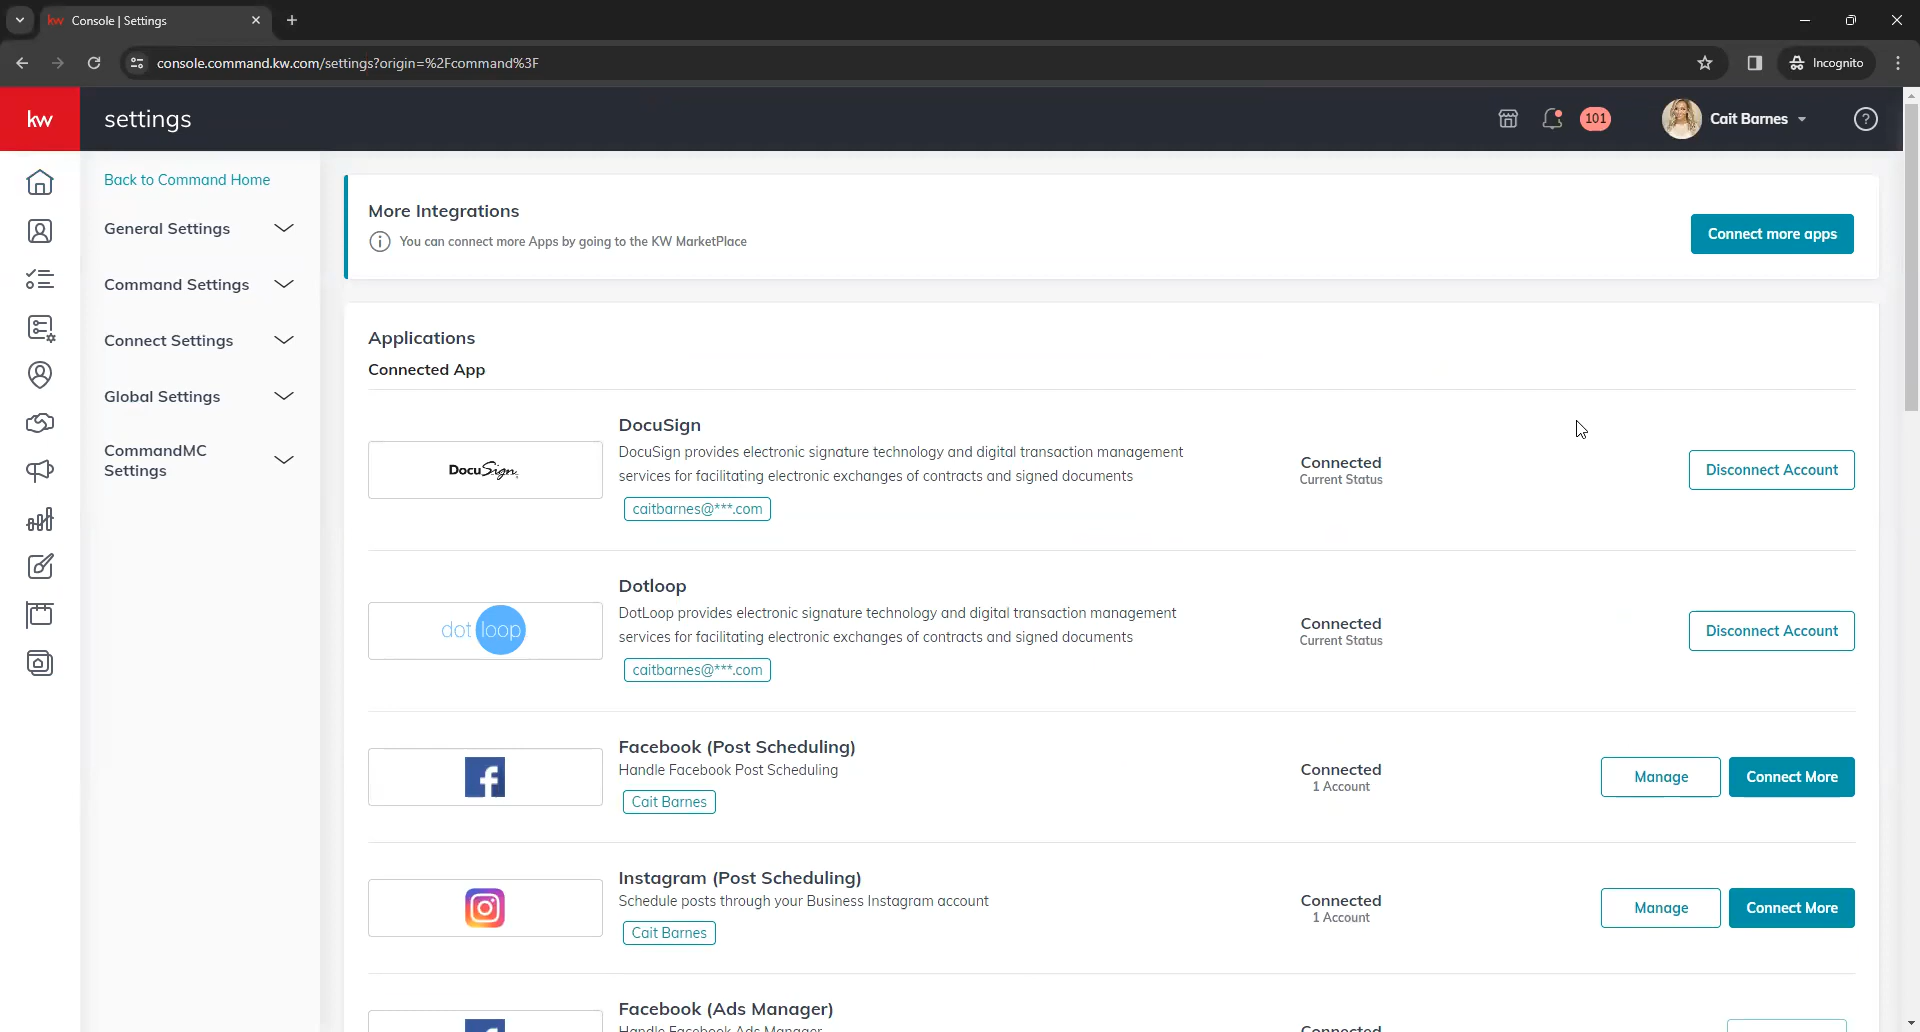 kw Console | Settings
console.command.kw.com/settings?origin=%2Fcommand%3F
Incognito
kw
settings
101
Cait Barnes
?
Back to Command Home
General Settings
Command Settings
Connect Settings
Global Settings
CommandMC
Settings
More Integrations
You can connect more Apps by going to the KW MarketPlace
Connect more apps
Applications
Connected App
DocuSign
DocuSign
DocuSign provides electronic signature technology and digital transaction management
services for facilitating electronic exchanges of contracts and signed documents
caitbarnes@***.com
Connected
Current Status
Disconnect Account
dot loop
Dotloop
DotLoop provides electronic signature technology and digital transaction management
services for facilitating electronic exchanges of contracts and signed documents
caitbarnes@***.com
Connected
Current Status
Disconnect Account
Facebook (Post Scheduling)
Handle Facebook Post Scheduling
Cait Barnes
Connected
1 Account
Manage
Connect More
Instagram (Post Scheduling)
Schedule posts through your Business Instagram account
Cait Barnes
Connected
1 Account
Manage
Connect More
Facebook (Ads Manager)
Handle Facebook Ads Manager
Connected